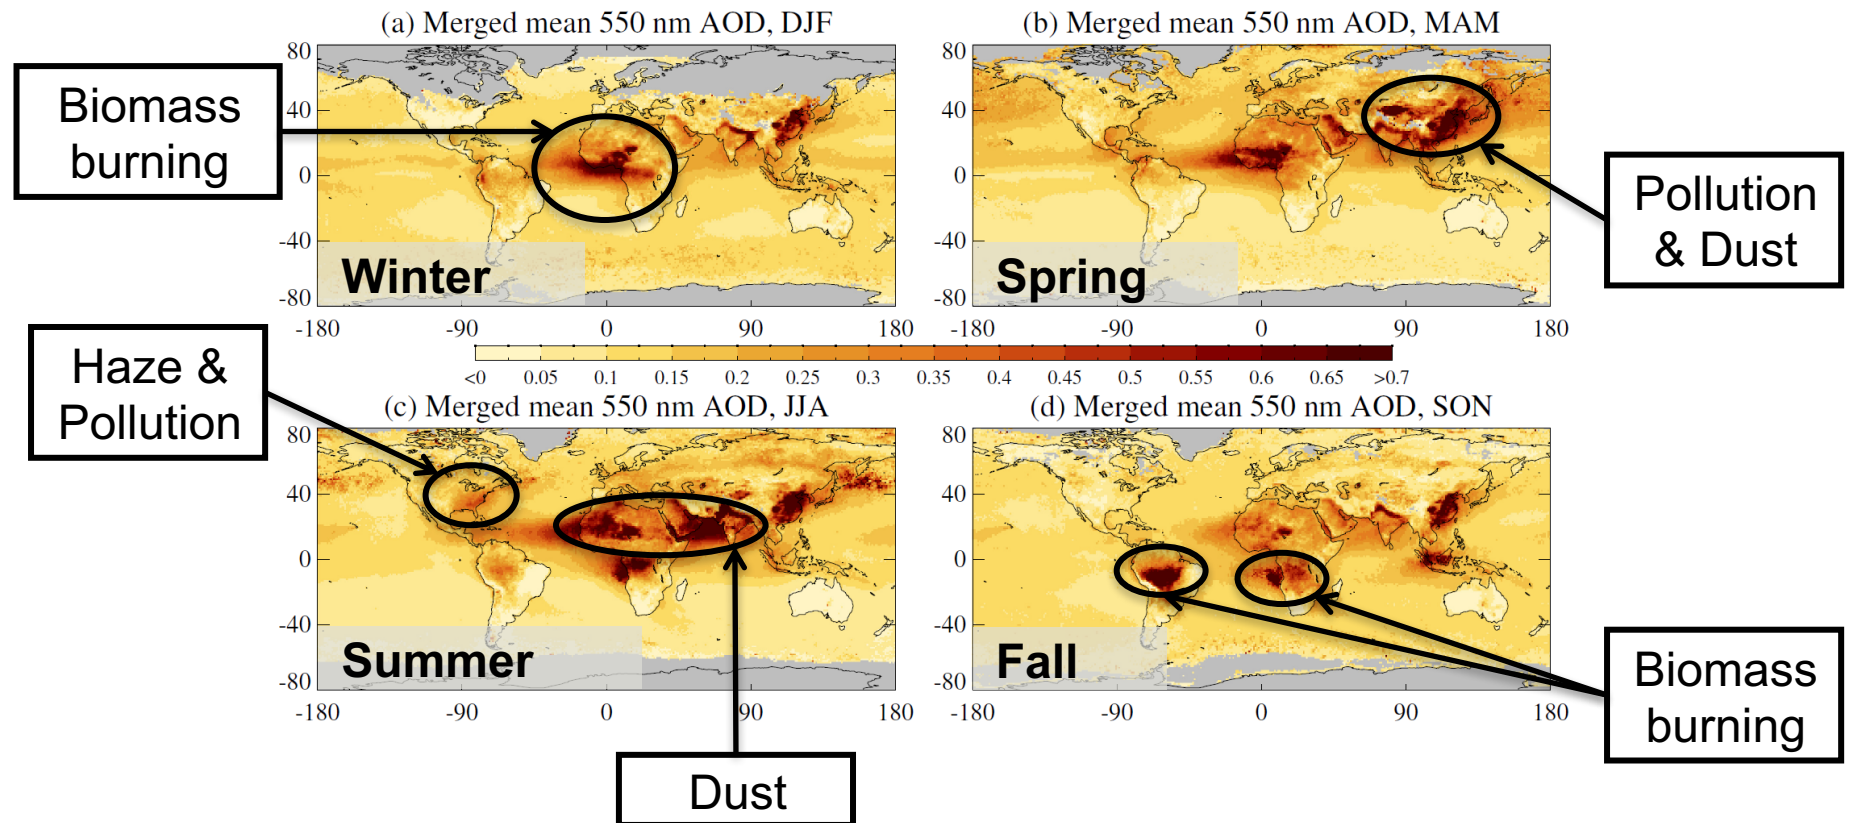 (a) Merged mean 550 nm AOD, DJF
80
40
0
-40
-80
-180 -90 0 90 180
Winter
Biomass
burning
(b) Merged mean 550 nm AOD, MAM
80
40
0
-40
-80
-180 -90 0 90 180
Spring
Pollution
& Dust
<0 0.05 0.1 0.15 0.2 0.25 0.3 0.35 0.4 0.45 0.5 0.55 0.6 0.65 >0.7
Haze &
Pollution
(c) Merged mean 550 nm AOD, JJA
80
40
0
-40
-80
-180 -90 0 90 180
Summer
Dust
(d) Merged mean 550 nm AOD, SON
80
40
0
-40
-80
-180 -90 0 90 180
Fall
Biomass
burning